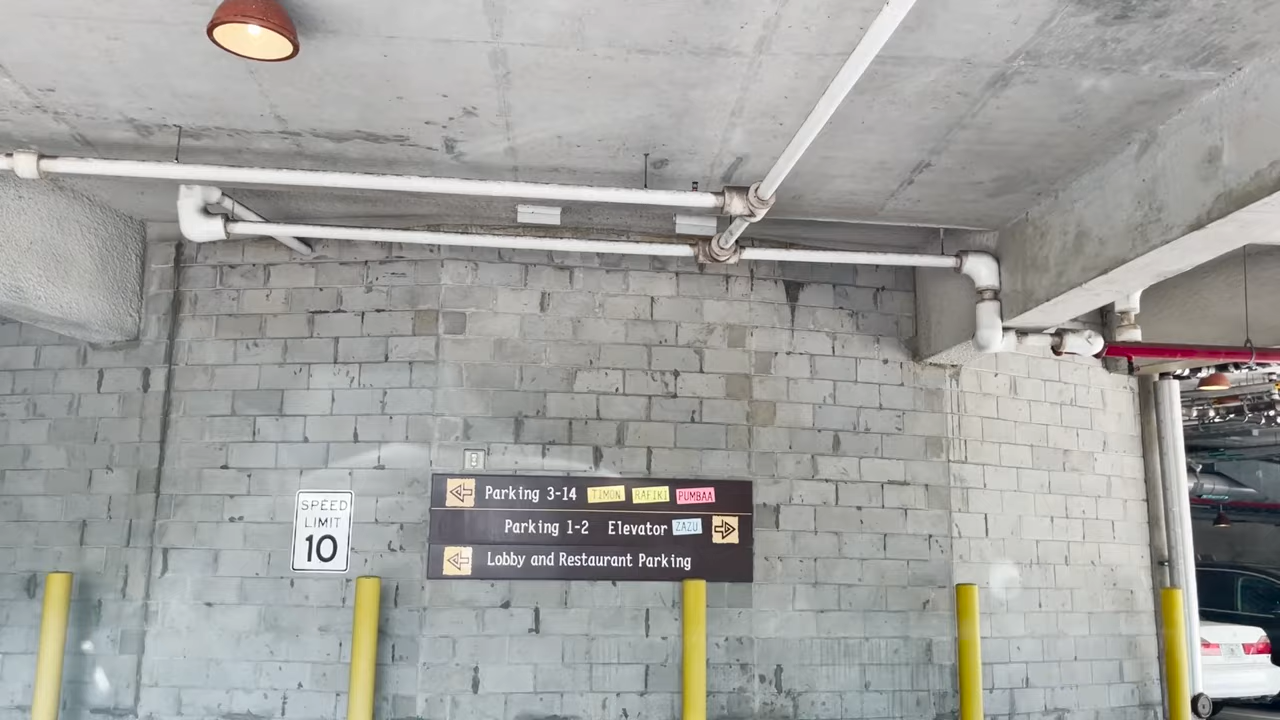 SPEED
LIMIT
10
Parking 3-14 TIMON RAFIKI PUMBAA
Parking 1-2 Elevator ZAZU
Lobby and Restaurant Parking